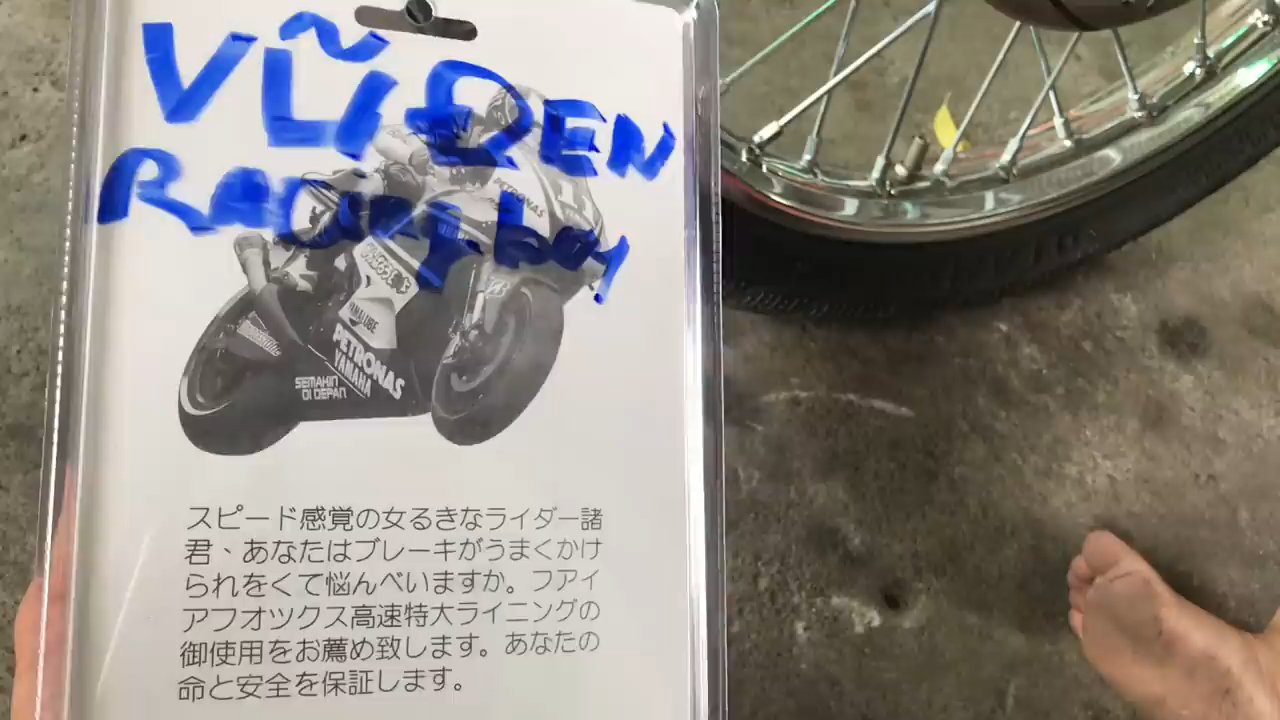 VŨ ĐEN
RACING BOY
PETRONAS
YAMALUBE
PETRONAS
YAMAHA
SEMAKIN
DI DEPAN
スピード感覚の女るきなライダー諸
君、あなたはブレーキがうまくかけ
られをくて悩んべいますか。フアイ
アフオツクス高速特大ライニングの
御使用をお薦め致します。あなたの
命と安全を保証します。